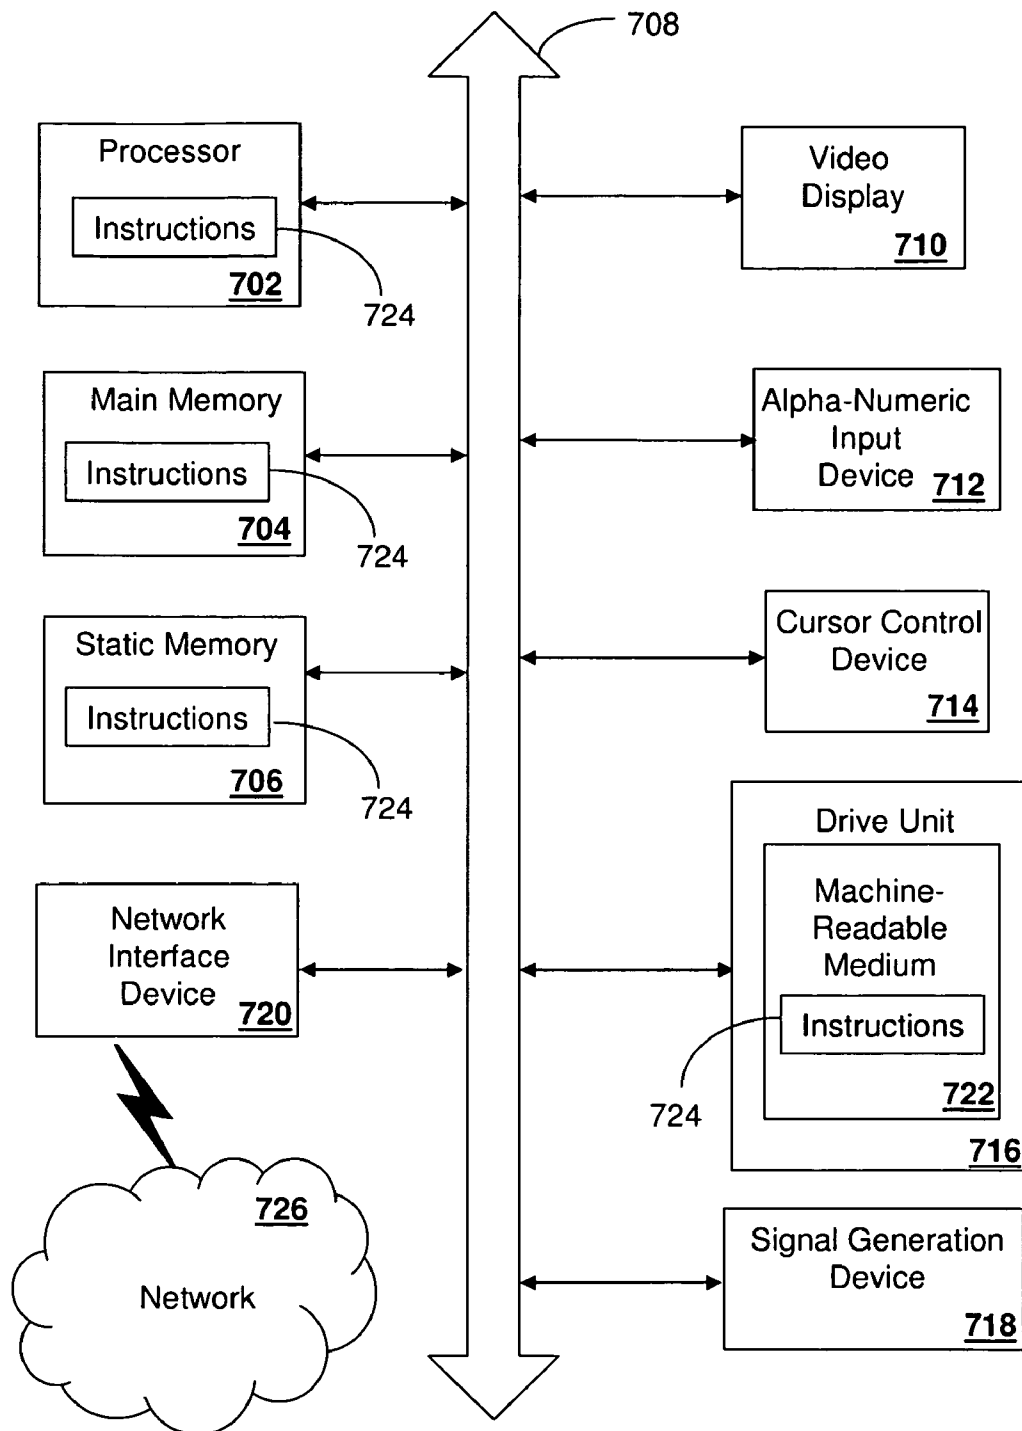 708
Processor
Instructions
702
724
Main Memory
Instructions
704
724
Static Memory
Instructions
706
724
Network
Interface
Device
720
726
Network
Video
Display
710
Alpha-Numeric
Input
Device
712
Cursor Control
Device
714
Drive Unit
Machine-
Readable
Medium
Instructions
724
722
716
Signal Generation
Device
718